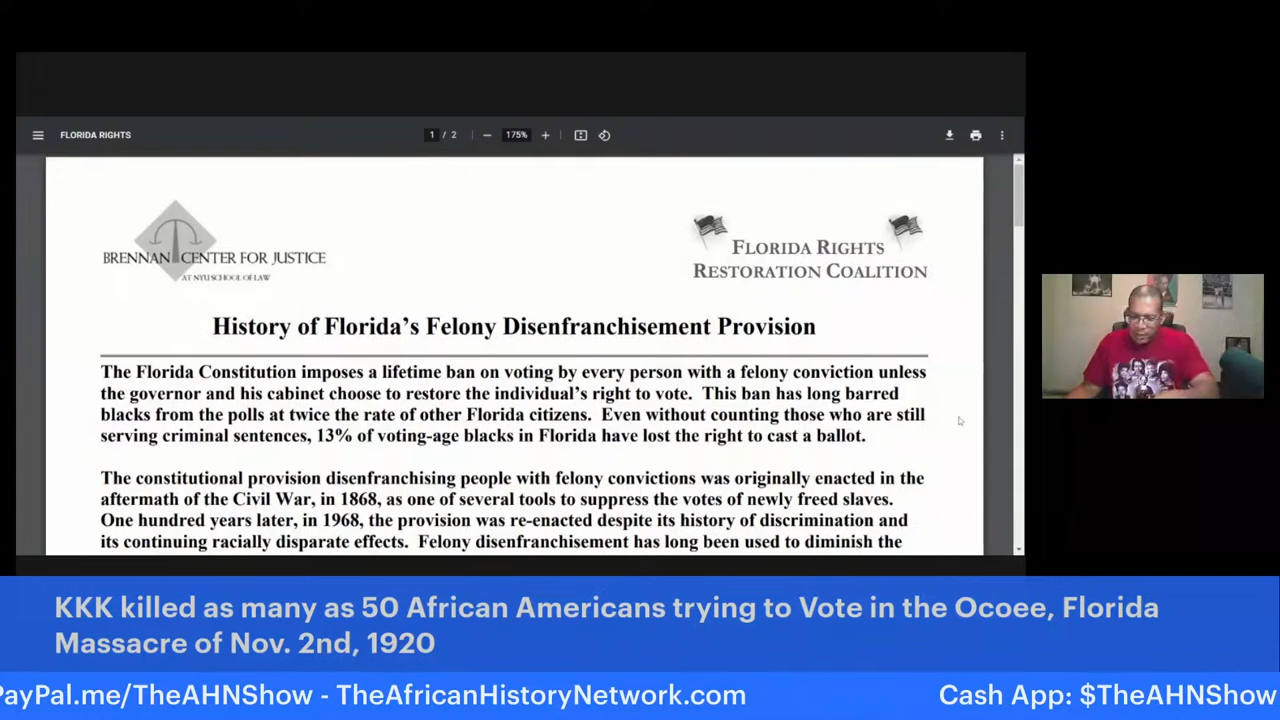 FLORIDA RIGHTS
1 / 2
175%
BRENNAN CENTER FOR JUSTICE
AT NYU SCHOOL OF LAW
FLORIDA RIGHTS
RESTORATION COALITION
History of Florida's Felony Disenfranchisement Provision
The Florida Constitution imposes a lifetime ban on voting by every person with a felony conviction unless
the governor and his cabinet choose to restore the individual's right to vote. This ban has long barred
blacks from the polls at twice the rate of other Florida citizens. Even without counting those who are still
serving criminal sentences, 13% of voting-age blacks in Florida have lost the right to cast a ballot.
The constitutional provision disenfranchising people with felony convictions was originally enacted in the
aftermath of the Civil War, in 1868, as one of several tools to suppress the votes of newly freed slaves.
One hundred years later, in 1968, the provision was re-enacted despite its history of discrimination and
its continuing racially disparate effects. Felony disenfranchisement has long been used to diminish the
KKK killed as many as 50 African Americans trying to Vote in the Ocoee, Florida
Massacre of Nov. 2nd, 1920
PayPal.me/TheAHNShow - TheAfricanHistoryNetwork.com
Cash App: $TheAHNShow